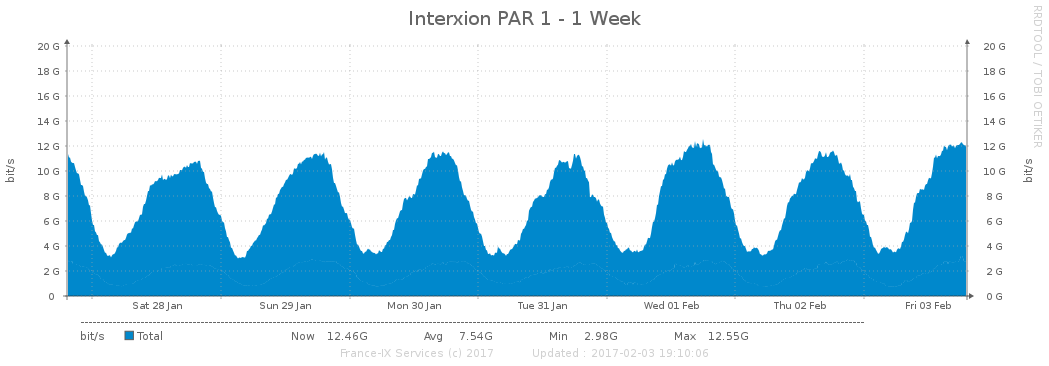 Interxion PAR 1 - 1 Week
RRDTOOL / TOBI OETIKER
bit/s
20 G 20 G
18 G 18 G
16 G 16 G
14 G 14 G
12 G 12 G
10 G 10 G
8 G 8 G
6 G 6 G
4 G 4 G
2 G 2 G
0 0 G
bit/s
Sat 28 Jan Sun 29 Jan Mon 30 Jan Tue 31 Jan Wed 01 Feb Thu 02 Feb Fri 03 Feb
bit/s Total Now 12.46G Avg 7.54G Min 2.98G Max 12.55G
France-IX Services (c) 2017 Updated : 2017-02-03 19:10:06